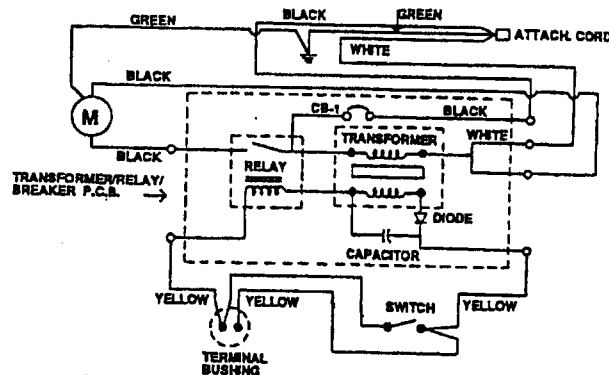 GREEN
BLACK
GREEN
ATTACH. CORD
WHITE
BLACK
M
CB-1
BLACK
WHITE
TRANSFORMER
BLACK
RELAY
TRANSFORMER/RELAY/
BREAKER P.C.B.
DIODE
CAPACITOR
YELLOW
YELLOW
SWITCH
YELLOW
TERMINAL
BUSHING